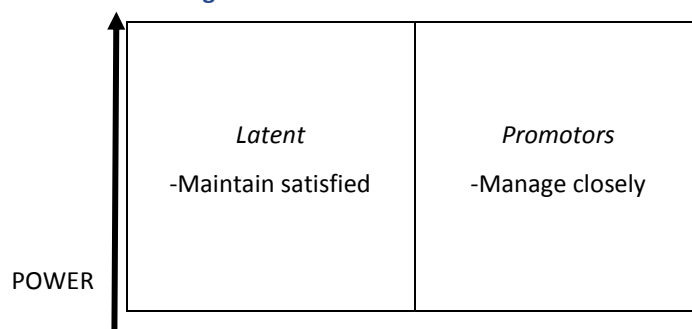 Latent
Promotors
-Maintain satisfied
-Manage closely
POWER